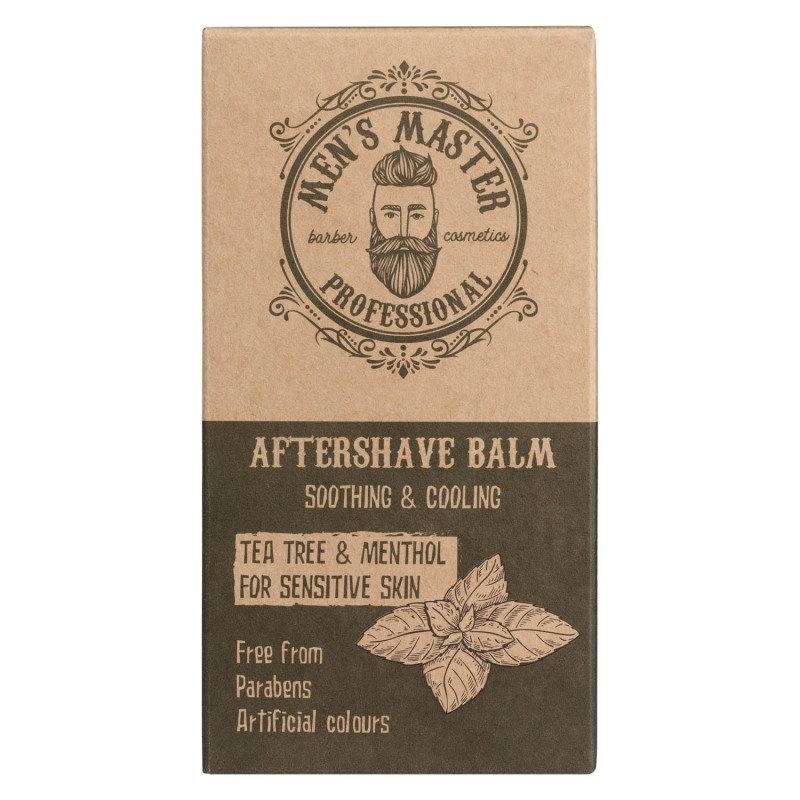 MEN'S MASTER
barber cosmetics
PROFESSIONAL
AFTERSHAVE BALM
SOOTHING & COOLING
TEA TREE & MENTHOL
FOR SENSITIVE SKIN
Free from
Parabens
Artificial colours